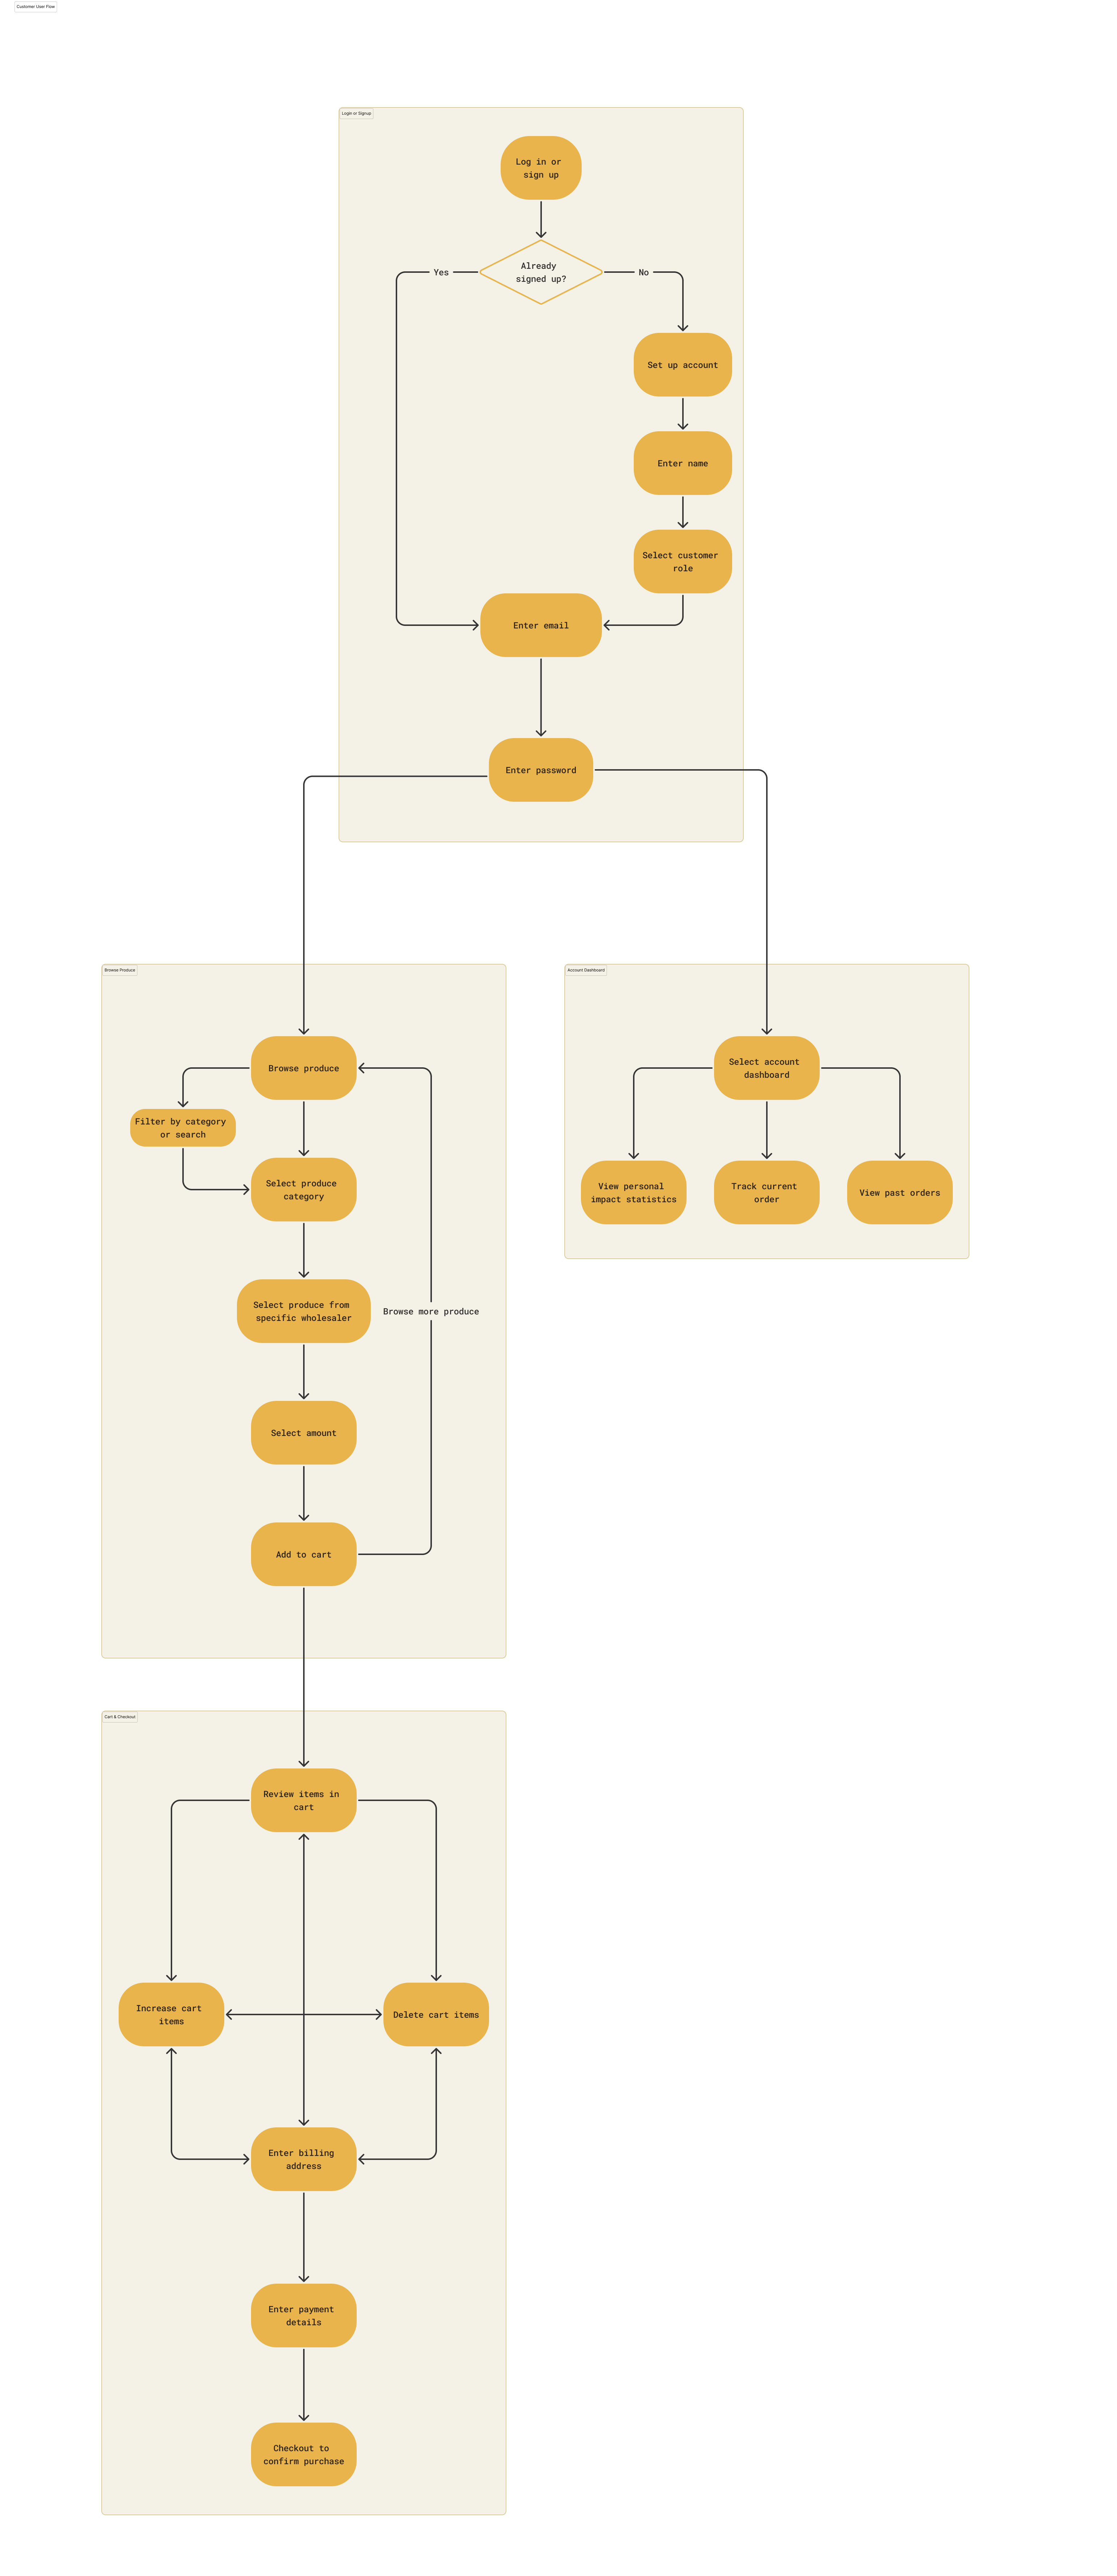 Customer User Flow
Login or Signup
Log in or
sign up
Already
signed up?
Yes
No
Set up account
Enter name
Select customer
role
Enter email
Enter password
Browse Produce
Browse produce
Filter by category
or search
Select produce
category
Select produce from
specific wholesaler
Browse more produce
Select amount
Add to cart
Account Dashboard
Select account
dashboard
View personal
impact statistics
Track current
order
View past orders
Cart & Checkout
Review items in
cart
Increase cart
items
Delete cart items
Enter billing
address
Enter payment
details
Checkout to
confirm purchase